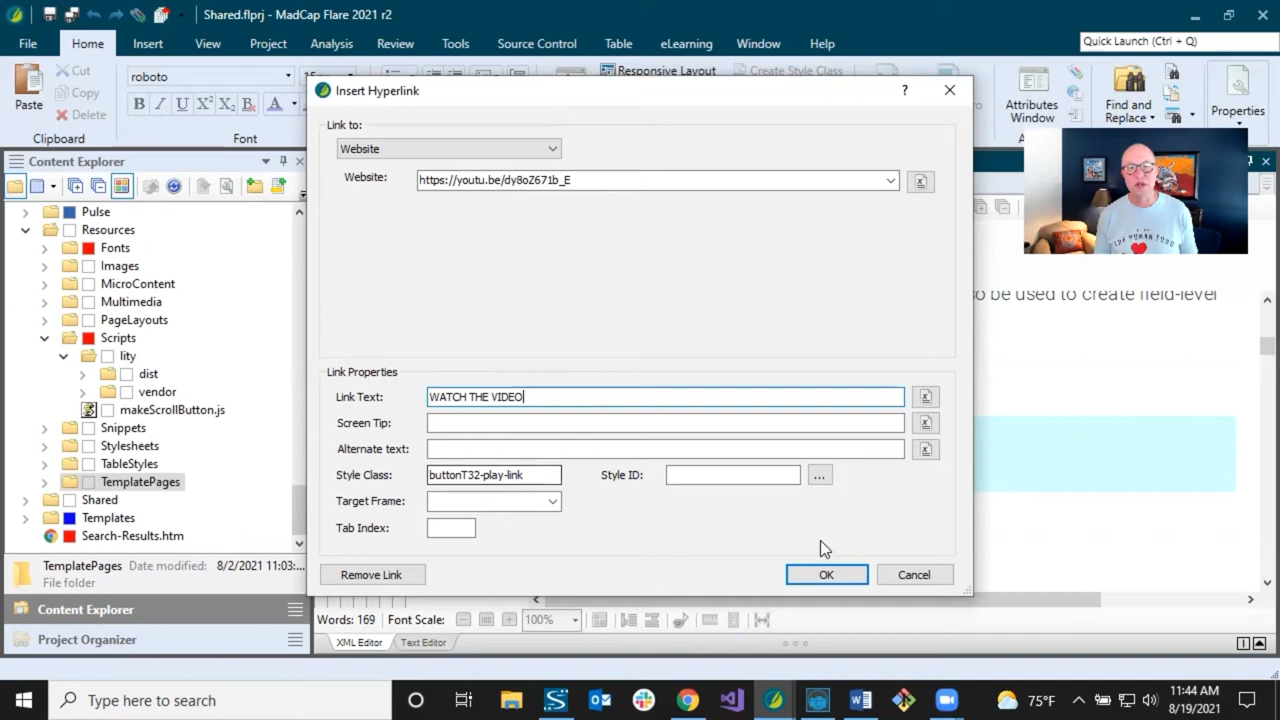 Shared.flprj - MadCap Flare 2021 r2
File Home Insert View Project Analysis Review Tools Source Control Table eLearning Window Help
Quick Launch (Ctrl + Q)
Paste
Cut
Copy
Delete
Clipboard
roboto
B I U X² X₂ B A
Font
Responsive Layout
Create Style Class
Attributes Window
Find and Replace
Properties
Content Explorer
Pulse
Resources
Fonts
Images
MicroContent
Multimedia
PageLayouts
Scripts
lity
dist
vendor
makeScrollButton.js
Snippets
Stylesheets
TableStyles
TemplatePages
Shared
Templates
Search-Results.htm
TemplatePages Date modified: 8/2/2021 11:03:...
File folder
Content Explorer
Project Organizer
Insert Hyperlink
?
Link to:
Website
Website: https://youtu.be/dy8oZ671b_E
Link Properties
Link Text: WATCH THE VIDEO
Screen Tip:
Alternate text:
Style Class: buttonT32-play-link Style ID: ...
Target Frame:
Tab Index:
Remove Link OK Cancel
so be used to create field-level
THE HUMAN FUND
Words: 169 Font Scale: 100%
XML Editor Text Editor
Type here to search
75°F
11:44 AM
8/19/2021